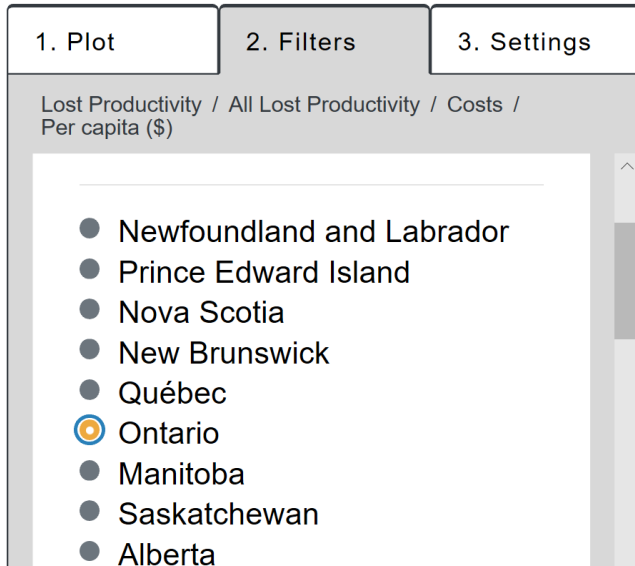 1. Plot
2. Filters
3. Settings
Lost Productivity / All Lost Productivity / Costs /
Per capita ($)
Newfoundland and Labrador
Prince Edward Island
Nova Scotia
New Brunswick
Québec
Ontario
Manitoba
Saskatchewan
Alberta